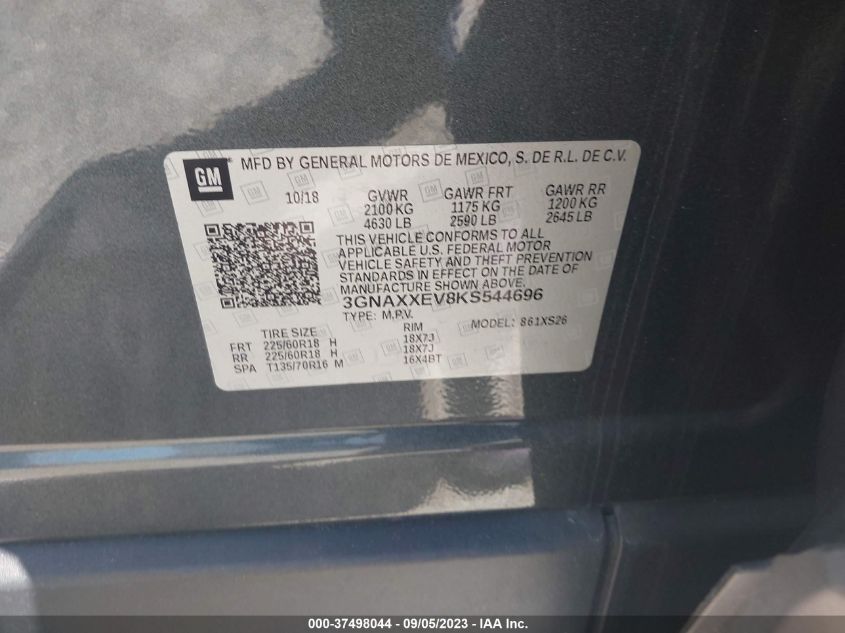 GM
MFD BY GENERAL MOTORS DE MEXICO, S. DE R.L. DE C.V.
10/18 GVWR GAWR FRT GAWR RR
2100 KG 1175 KG 1200 KG
4630 LB 2590 LB 2645 LB
THIS VEHICLE CONFORMS TO ALL
APPLICABLE U.S. FEDERAL MOTOR
VEHICLE SAFETY AND THEFT PREVENTION
STANDARDS IN EFFECT ON THE DATE OF
MANUFACTURE SHOWN ABOVE.
3GNAXXEV8KS544696
TYPE: M.P.V. MODEL: 861XS26
TIRE SIZE RIM
FRT 225/60R18 H 18X7J
RR 225/60R18 H 18X7J
SPA T135/70R16 M 16X4BT
000-37498044 - 09/05/2023 - IAA Inc.